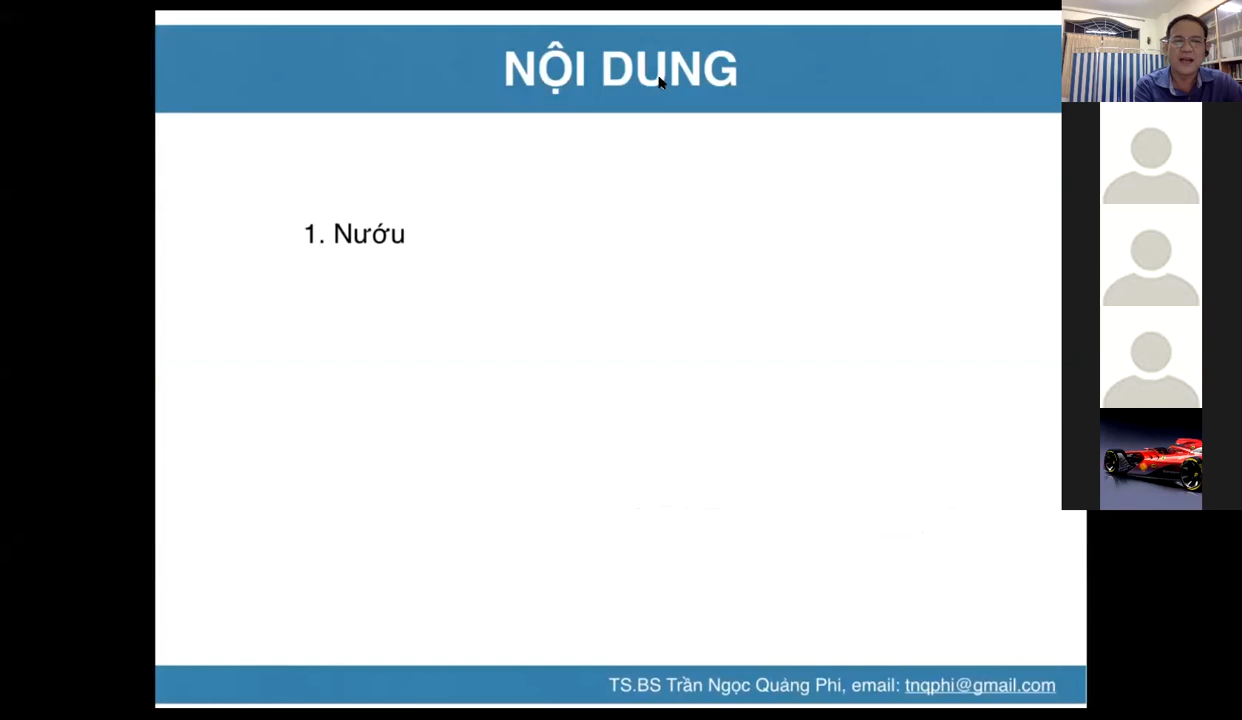 NỘI DUNG
1. Nướu
TS.BS Trần Ngọc Quảng Phi, email: tnqphi@gmail.com